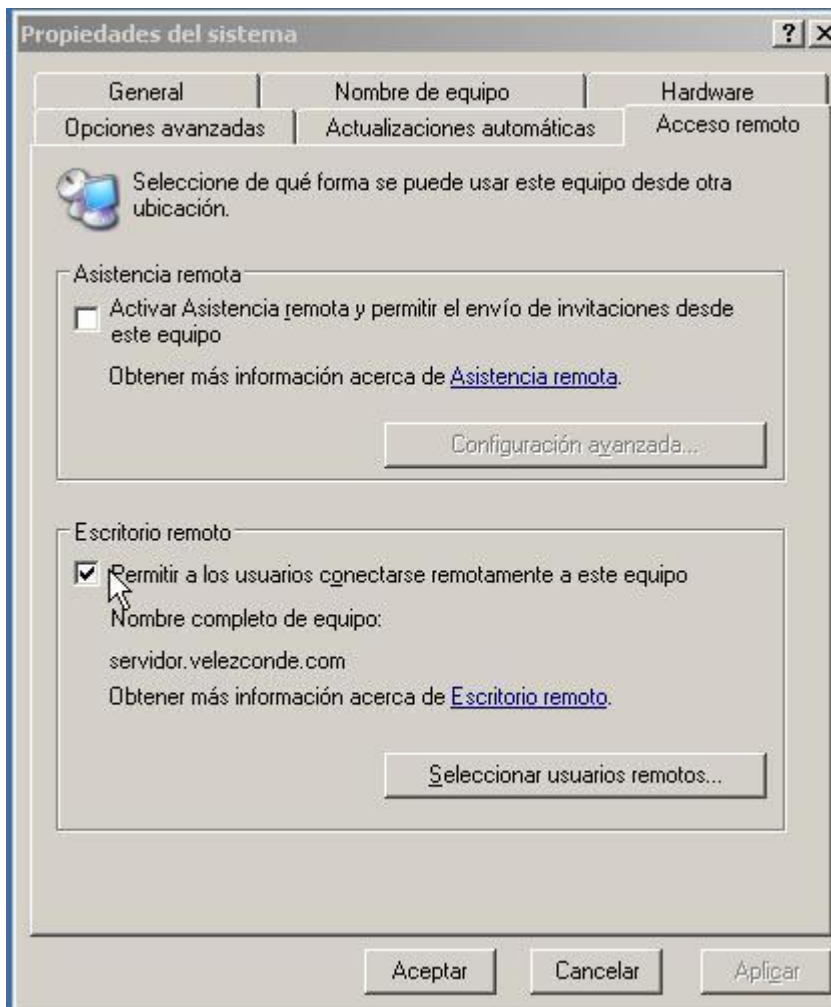 Propiedades del sistema
General
Nombre de equipo
Hardware
Opciones avanzadas
Actualizaciones automáticas
Acceso remoto
Seleccione de qué forma se puede usar este equipo desde otra
ubicación.
Asistencia remota
Activar Asistencia remota y permitir el envío de invitaciones desde
este equipo
Obtener más información acerca de Asistencia remota.
Configuración avanzada...
Escritorio remoto
Permitir a los usuarios conectarse remotamente a este equipo
Nombre completo de equipo:
servidor.velezconde.com
Obtener más información acerca de Escritorio remoto.
Seleccionar usuarios remotos...
Aceptar
Cancelar
Aplicar